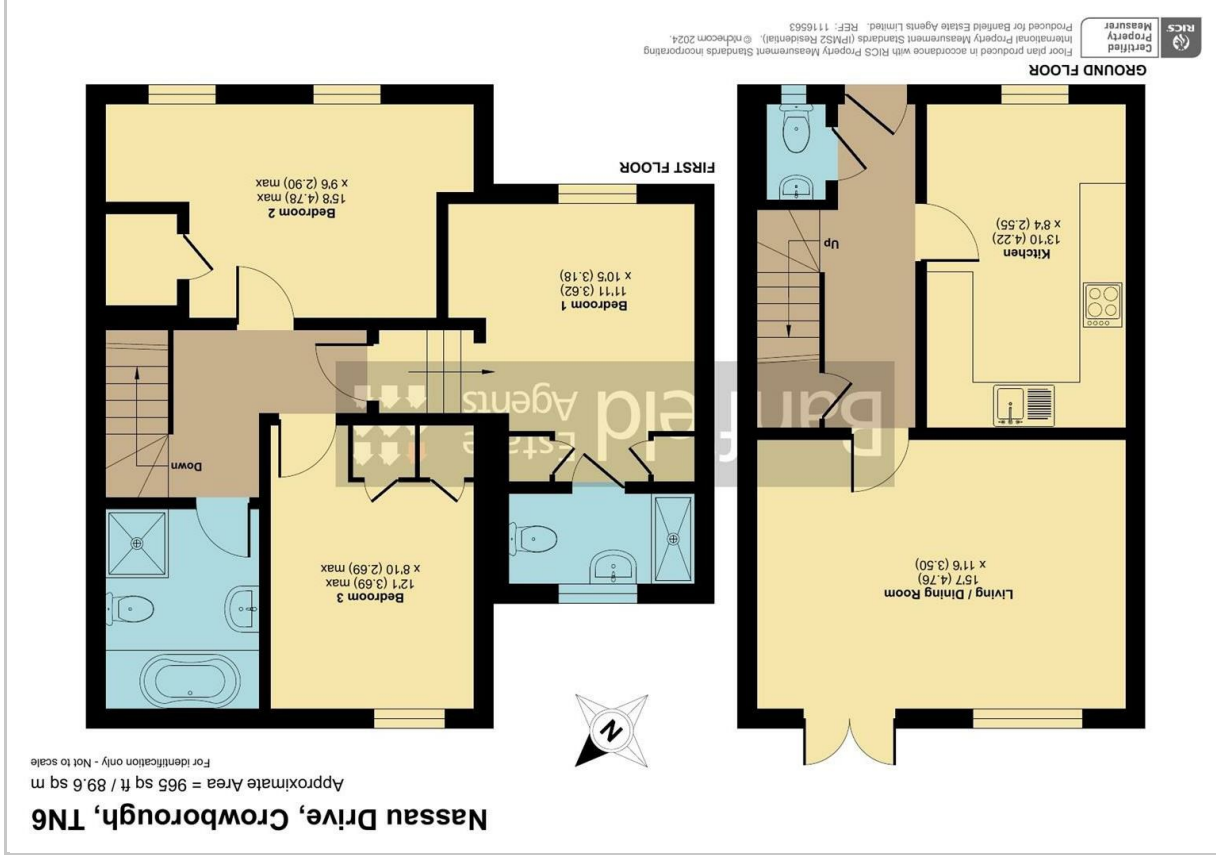 Nassau Drive, Crowborough, TN6
Approximate Area = 965 sq ft / 89.6 sq m
For identification only - Not to scale
N
Living / Dining Room
15'7 (4.76)
x 11'6 (3.50)
Kitchen
13'10 (4.22)
x 8'4 (2.55)
Up
GROUND FLOOR
Bedroom 3
12'1 (3.69) max
x 8'10 (2.69) max
Down
Bedroom 1
11'11 (3.62)
x 10'5 (3.18)
Bedroom 2
15'8 (4.78) max
x 9'6 (2.90) max
FIRST FLOOR
Banfield Estate
Agents
RICS
Certified
Property
Measurer
Floor plan produced in accordance with RICS Property Measurement Standards incorporating
International Property Measurement Standards (IPMS2 Residential). © nichecom 2024.
Produced for Banfield Estate Agents Limited. REF: 1116563